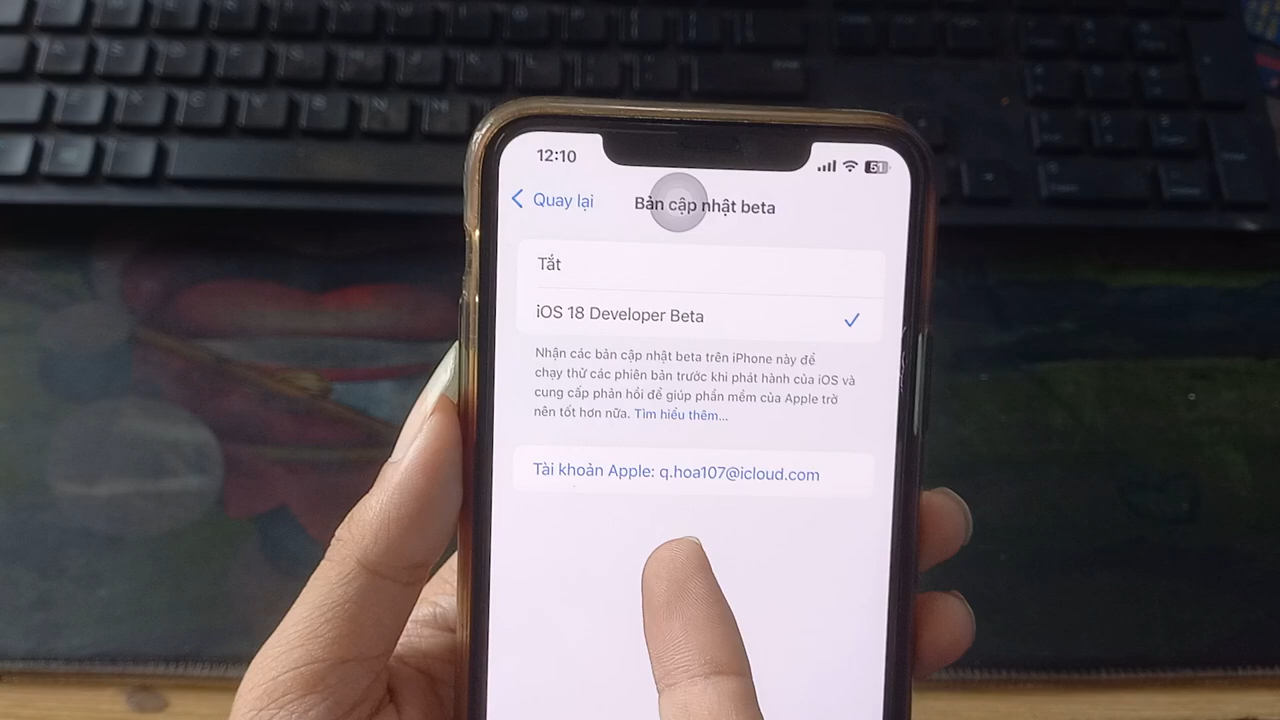 12:10
51
Quay lại
Bản cập nhật beta
Tắt
iOS 18 Developer Beta
Nhận các bản cập nhật beta trên iPhone này để
chạy thử các phiên bản trước khi phát hành của iOS và
cung cấp phản hồi để giúp phần mềm của Apple trở
nên tốt hơn nữa. Tìm hiểu thêm...
Tài khoản Apple: q.hoa107@icloud.com